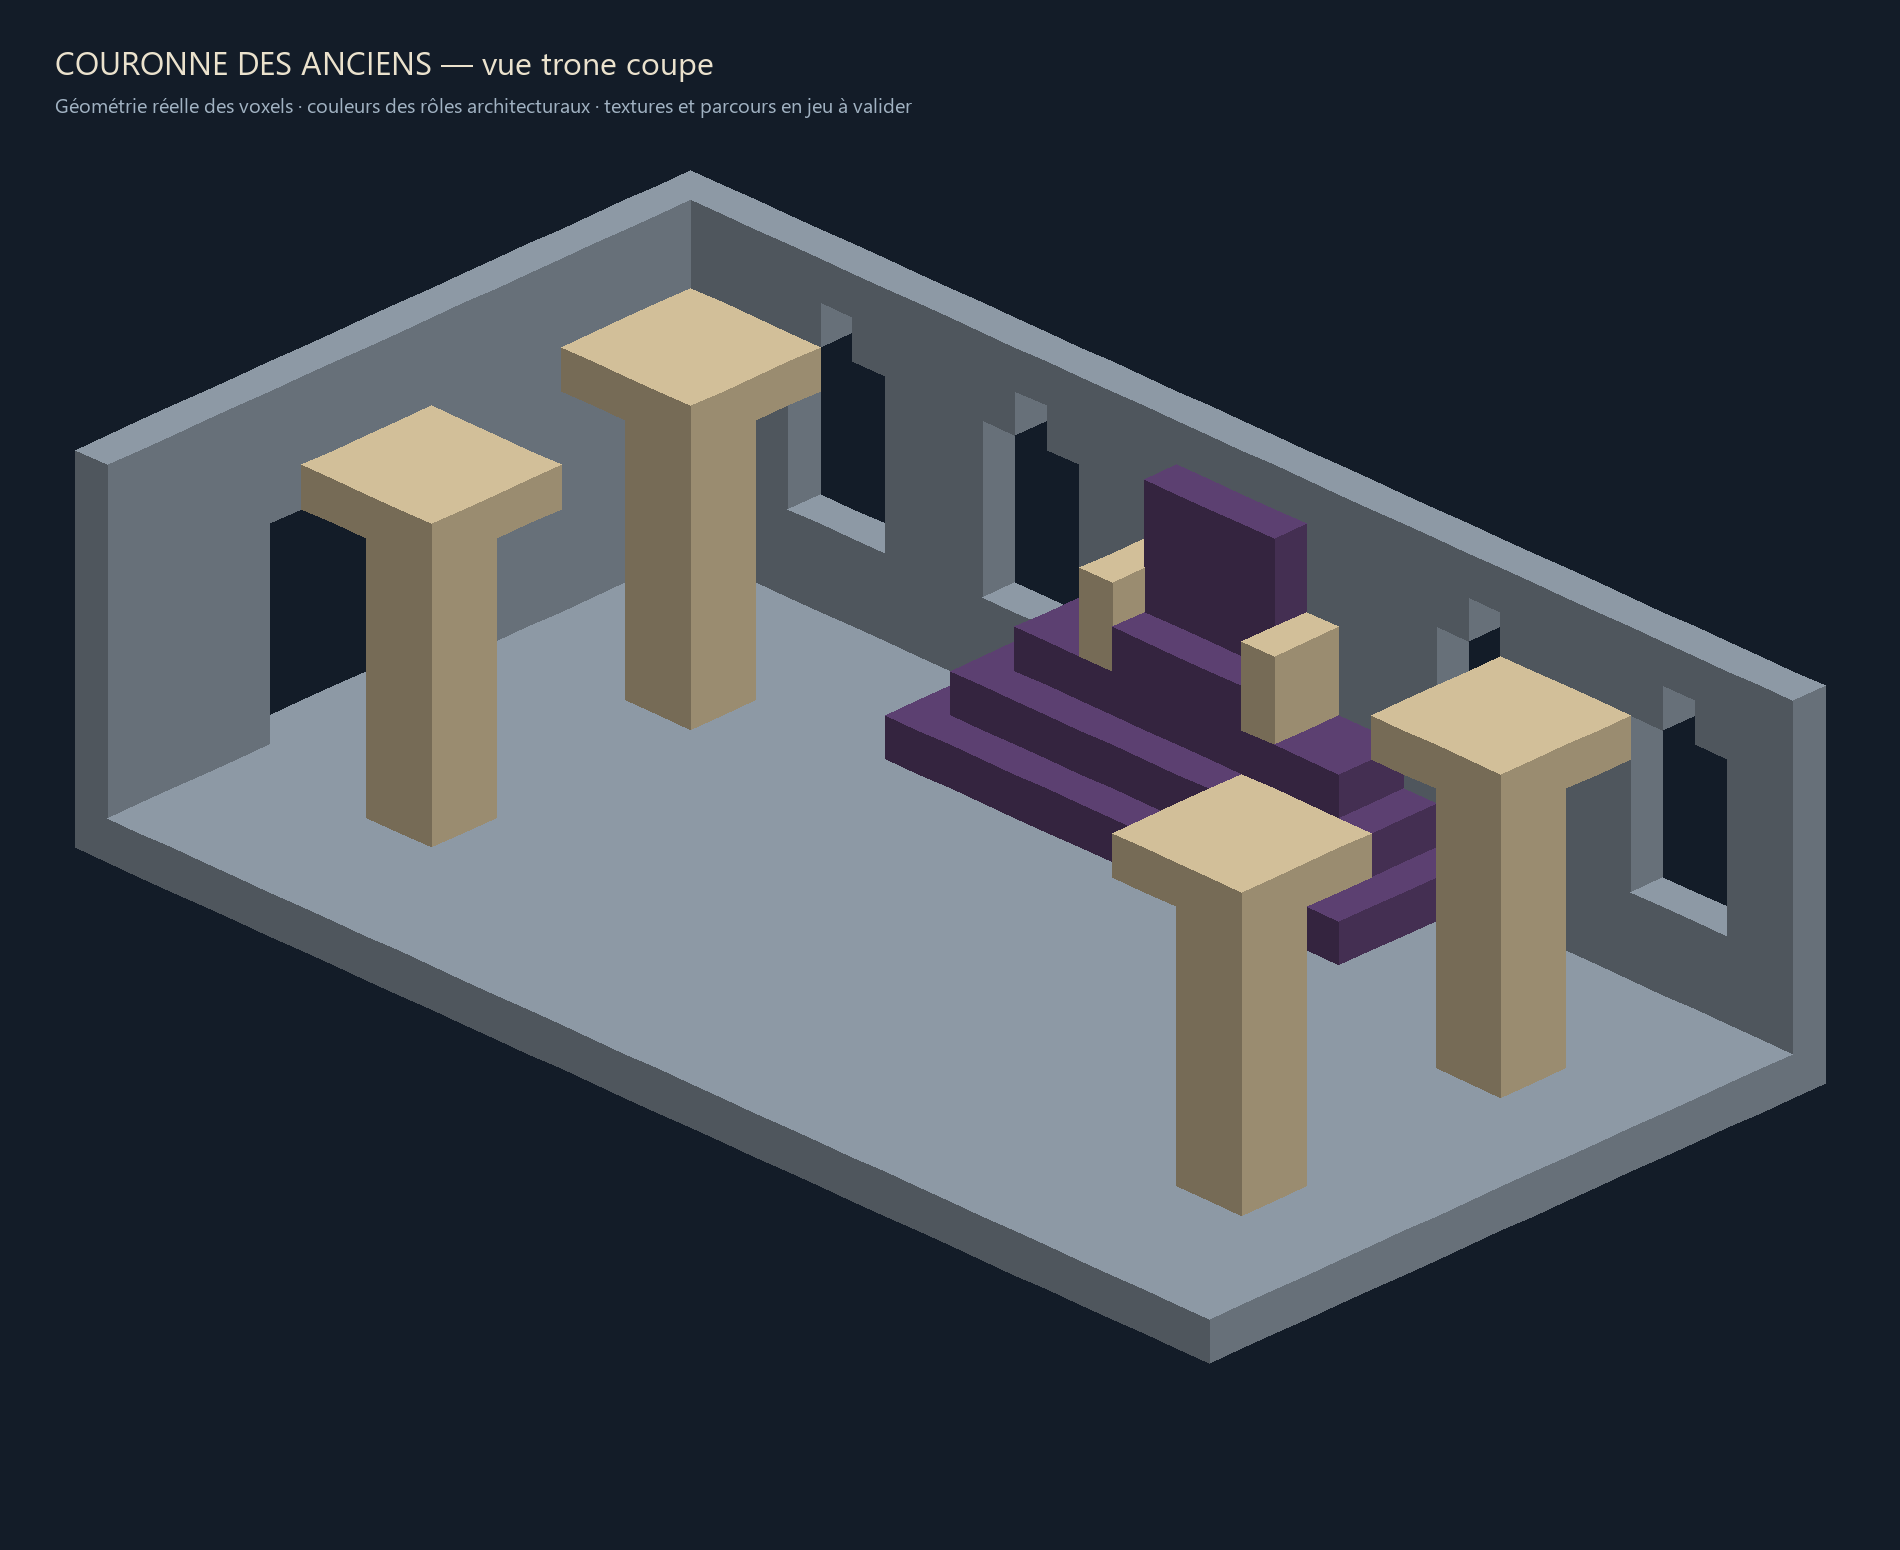 COURONNE DES ANCIENS — vue trone coupe
Géométrie réelle des voxels · couleurs des rôles architecturaux · textures et parcours en jeu à valider